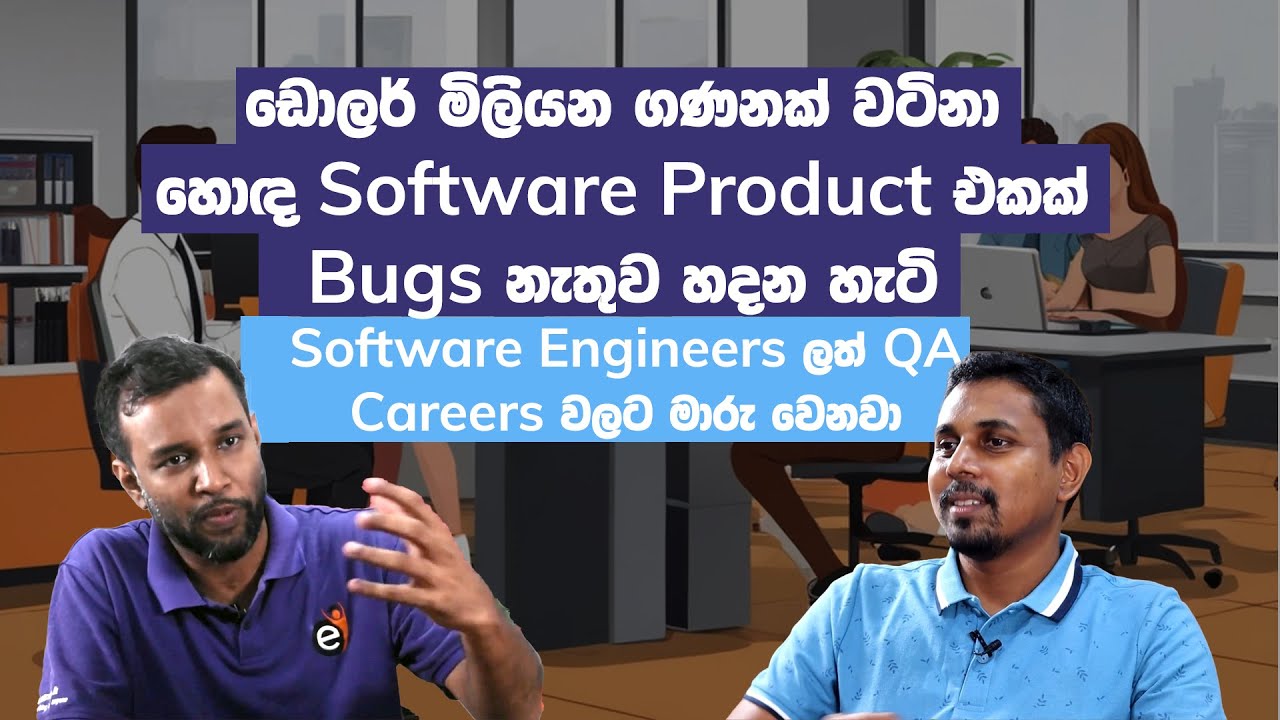 ඩොලර් මිලියන ගණනක් වටිනා
හොඳ Software Product එකක්
Bugs නැතුව හදන හැටි
Software Engineers ලත් QA
Careers වලට මාරු වෙනවා
e